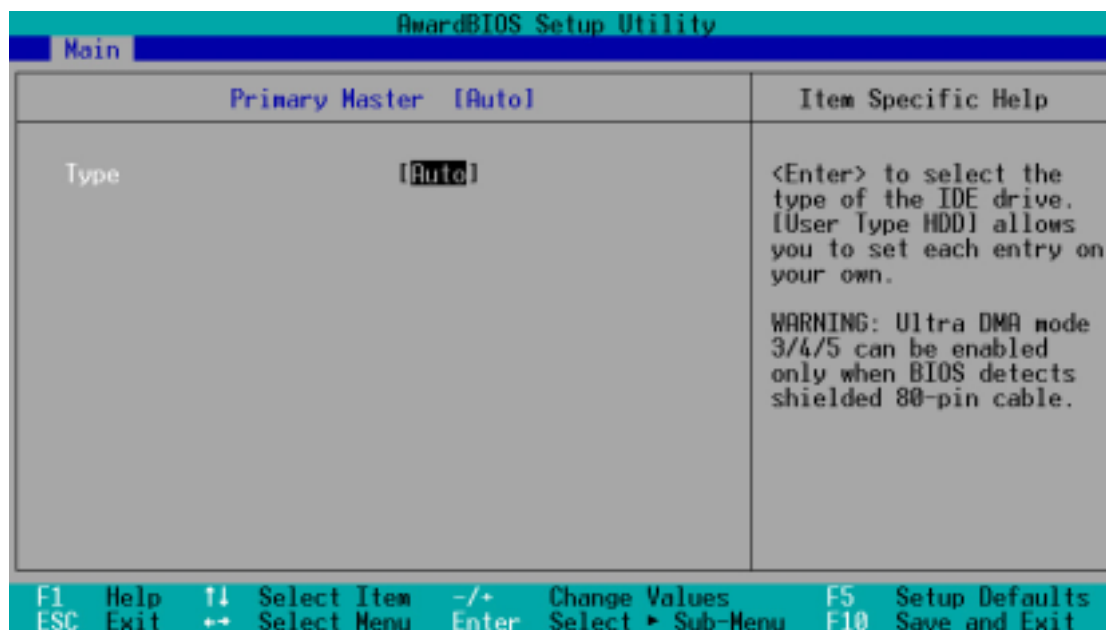 AwardBIOS Setup Utility
Main
Primary Master [Auto]
Item Specific Help
Type [Auto]
<Enter> to select the
type of the IDE drive.
[User Type HDD] allows
you to set each entry on
your own.
WARNING: Ultra DMA mode
3/4/5 can be enabled
only when BIOS detects
shielded 80-pin cable.
F1 Help ↑↓ Select Item -/+ Change Values F5 Setup Defaults
ESC Exit ←→ Select Menu Enter Select ► Sub-Menu F10 Save and Exit